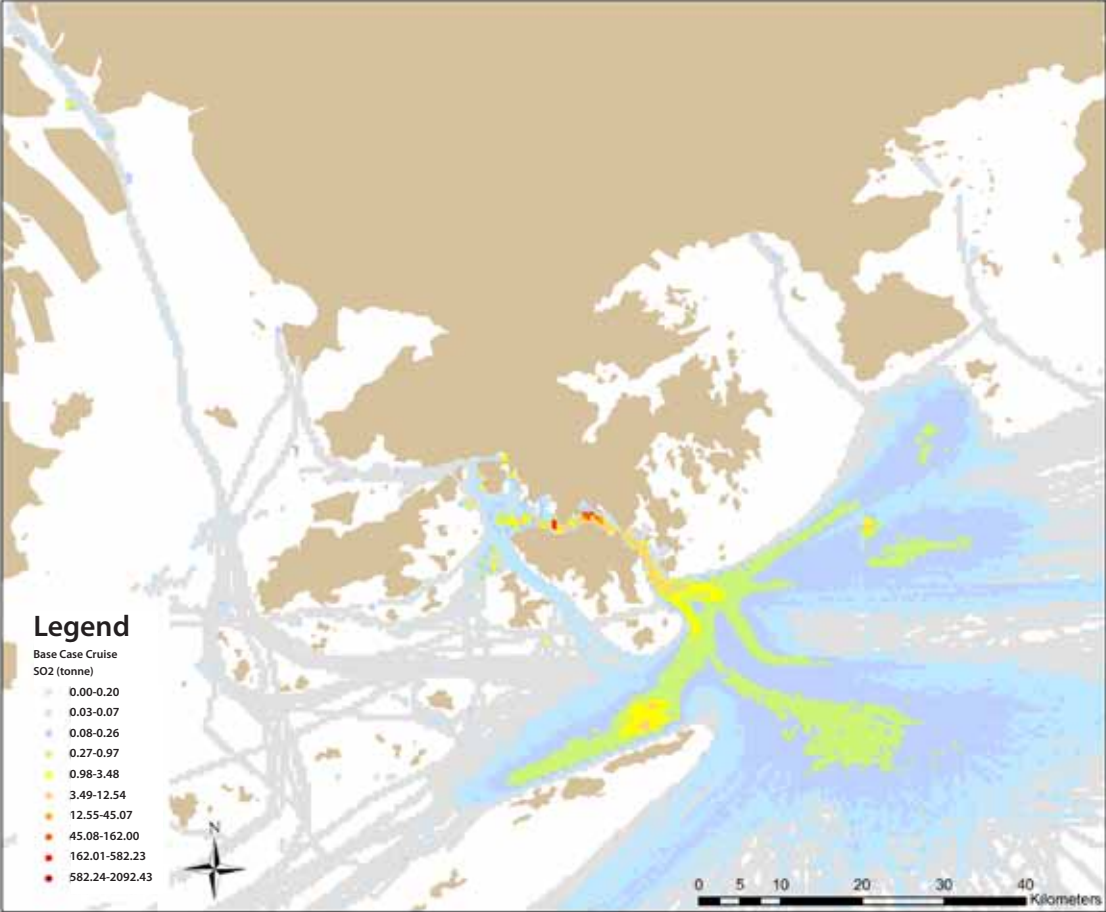 Legend
Base Case Cruise
SO2 (tonne)
0.00-0.20
0.03-0.07
0.08-0.26
0.27-0.97
0.98-3.48
3.49-12.54
12.55-45.07
45.08-162.00
162.01-582.23
582.24-2092.43
N
0 5 10 20 30 40
Kilometers